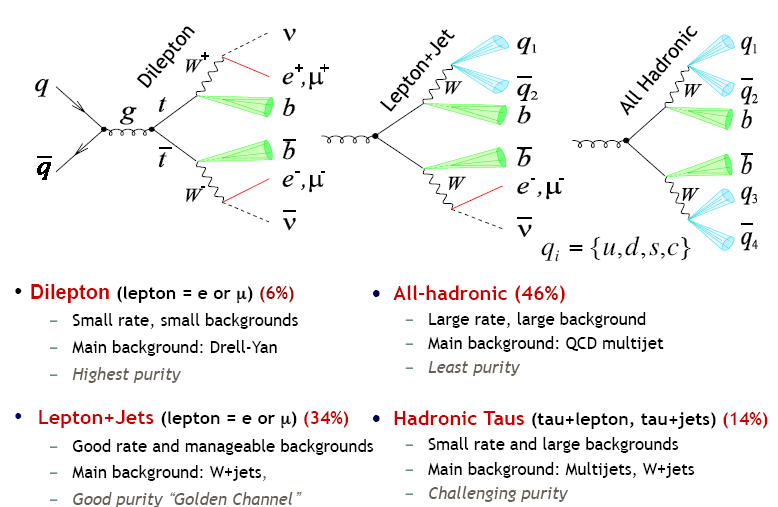 Dilepton
W⁺
ν
e⁺,μ⁺
b
q
g
t
q̅
t̅
b̅
W⁻
e⁻,μ⁻
ν̅
Lepton+Jet
q₁
q̅₂
W
b
b̅
W
e⁻,μ⁻
ν̅
All Hadronic
q₁
q̅₂
W
b
b̅
W
q₃
q̅₄
qᵢ = {u,d,s,c}
• Dilepton (lepton = e or μ) (6%)
– Small rate, small backgrounds
– Main background: Drell-Yan
– Highest purity
• All-hadronic (46%)
– Large rate, large background
– Main background: QCD multijet
– Least purity
• Lepton+Jets (lepton = e or μ) (34%)
– Good rate and manageable backgrounds
– Main background: W+jets,
– Good purity “Golden Channel”
• Hadronic Taus (tau+lepton, tau+jets) (14%)
– Small rate and large backgrounds
– Main background: Multijets, W+jets
– Challenging purity